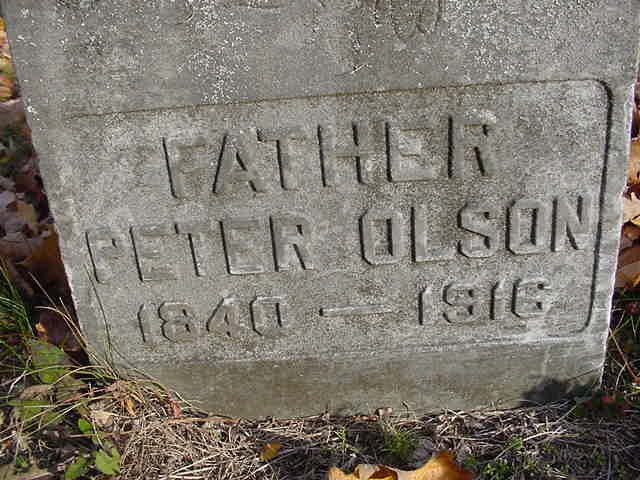 FATHER
PETER OLSON
1840 — 1916